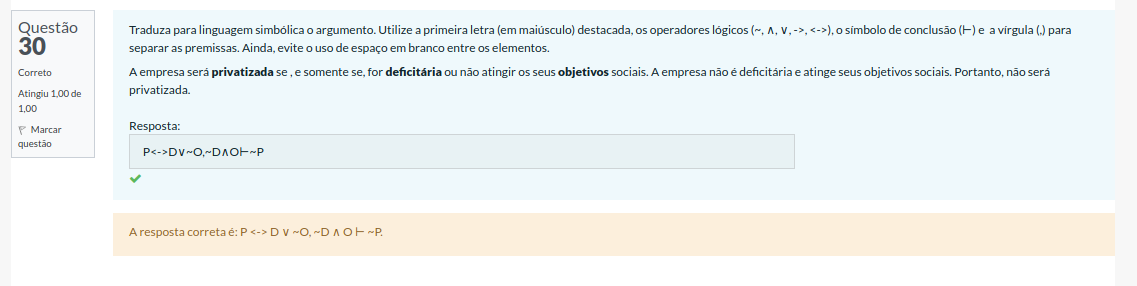 Questão
30
Correto
Atingiu 1,00 de
1,00
Marcar
questão
Traduza para linguagem simbólica o argumento. Utilize a primeira letra (em maiúsculo) destacada, os operadores lógicos (~, ∧, ∨, ->, <->), o símbolo de conclusão (⊢) e a vírgula (,) para
separar as premissas. Ainda, evite o uso de espaço em branco entre os elementos.
A empresa será privatizada se , e somente se, for deficitária ou não atingir os seus objetivos sociais. A empresa não é deficitária e atinge seus objetivos sociais. Portanto, não será
privatizada.
Resposta:
P<->D∨~O,~D∧O⊢~P
A resposta correta é: P <-> D ∨ ~O, ~D ∧ O ⊢ ~P.